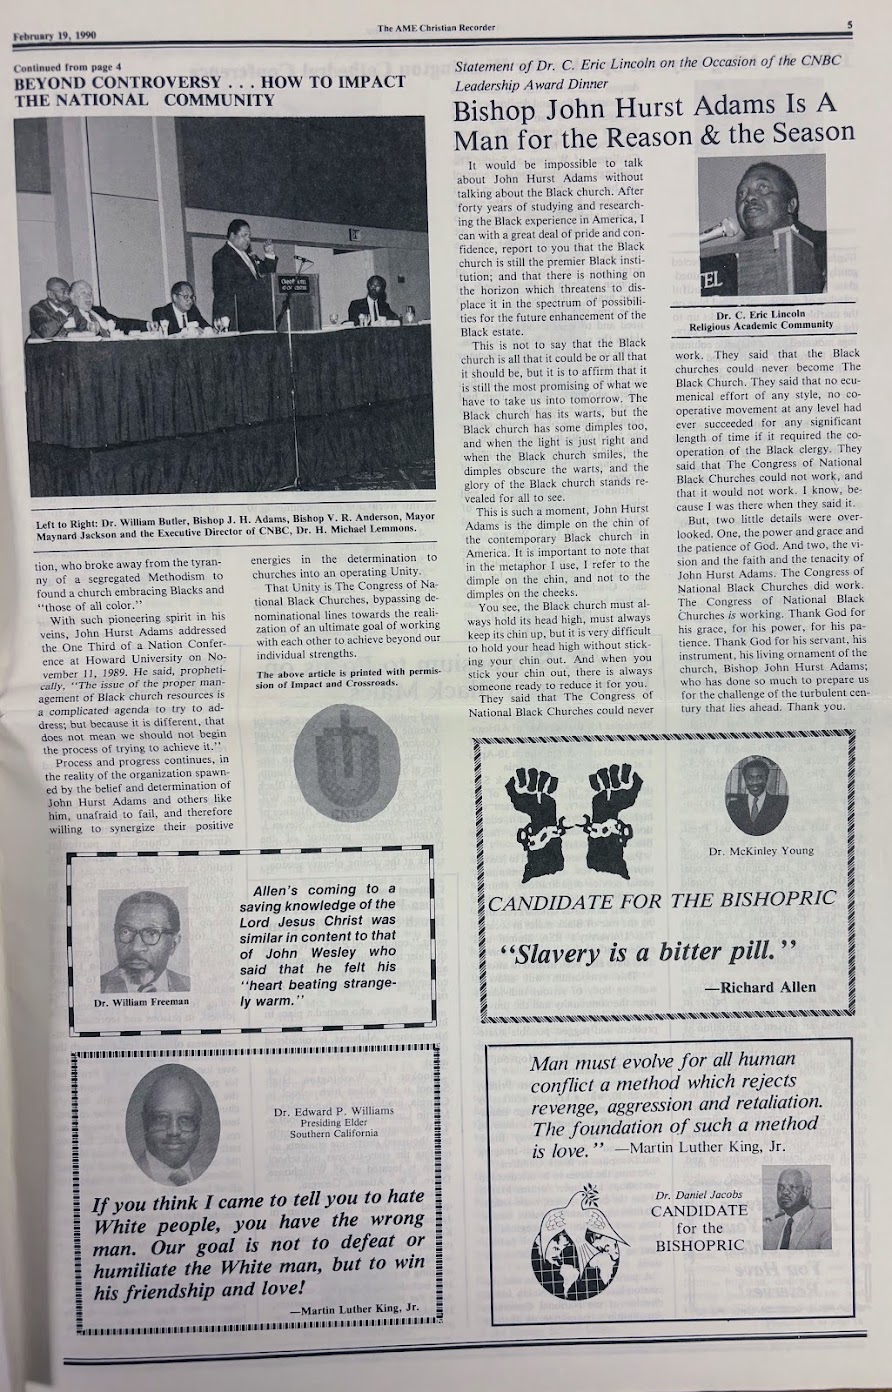 February 19, 1990
The AME Christian Recorder
5
Continued from page 4
BEYOND CONTROVERSY . . . HOW TO IMPACT
THE NATIONAL COMMUNITY
Left to Right: Dr. William Butler, Bishop J. H. Adams, Bishop V. R. Anderson, Mayor
Maynard Jackson and the Executive Director of CNBC, Dr. H. Michael Lemmons.
tion, who broke away from the tyran-
ny of a segregated Methodism to
found a church embracing Blacks and
“those of all color.”
With such pioneering spirit in his
veins, John Hurst Adams addressed
the One Third of a Nation Confer-
ence at Howard University on No-
vember 11, 1989. He said, propheti-
cally, “The issue of the proper man-
agement of Black church resources is
a complicated agenda to try to ad-
dress; but because it is different, that
does not mean we should not begin
the process of trying to achieve it.”
Process and progress continues, in
the reality of the organization spawn-
ed by the belief and determination of
John Hurst Adams and others like
him, unafraid to fail, and therefore
willing to synergize their positive
energies in the determination to
churches into an operating Unity.
That Unity is The Congress of Na-
tional Black Churches, bypassing de-
nominational lines towards the reali-
zation of an ultimate goal of working
with each other to achieve beyond our
individual strengths.
The above article is printed with permis-
sion of Impact and Crossroads.
CNBC
Statement of Dr. C. Eric Lincoln on the Occasion of the CNBC
Leadership Award Dinner
Bishop John Hurst Adams Is A
Man for the Reason & the Season
It would be impossible to talk
about John Hurst Adams without
talking about the Black church. After
forty years of studying and research-
ing the Black experience in America, I
can with a great deal of pride and con-
fidence, report to you that the Black
church is still the premier Black insti-
tution; and that there is nothing on
the horizon which threatens to dis-
place it in the spectrum of possibili-
ties for the future enhancement of the
Black estate.
This is not to say that the Black
church is all that it could be or all that
it should be, but it is to affirm that it
is still the most promising of what we
have to take us into tomorrow. The
Black church has its warts, but the
Black church has some dimples too,
and when the light is just right and
when the Black church smiles, the
dimples obscure the warts, and the
glory of the Black church stands re-
vealed for all to see.
This is such a moment, John Hurst
Adams is the dimple on the chin of
the contemporary Black church in
America. It is important to note that
in the metaphor I use, I refer to the
dimple on the chin, and not to the
dimples on the cheeks.
You see, the Black church must al-
ways hold its head high, must always
keep its chin up, but it is very difficult
to hold your head high without stick-
ing your chin out. And when you
stick your chin out, there is always
someone ready to reduce it for you.
They said that The Congress of
National Black Churches could never
TEL
Dr. C. Eric Lincoln
Religious Academic Community
work. They said that the Black
churches could never become The
Black Church. They said that no ecu-
menical effort of any style, no co-
operative movement at any level had
ever succeeded for any significant
length of time if it required the co-
operation of the Black clergy. They
said that The Congress of National
Black Churches could not work, and
that it would not work. I know, be-
cause I was there when they said it.
But, two little details were over-
looked. One, the power and grace and
the patience of God. And two, the vi-
sion and the faith and the tenacity of
John Hurst Adams. The Congress of
National Black Churches did work.
The Congress of National Black
Churches is working. Thank God for
his grace, for his power, for his pa-
tience. Thank God for his servant, his
instrument, his living ornament of the
church, Bishop John Hurst Adams;
who has done so much to prepare us
for the challenge of the turbulent cen-
tury that lies ahead. Thank you.
Dr. William Freeman
Allen's coming to a
saving knowledge of the
Lord Jesus Christ was
similar in content to that
of John Wesley who
said that he felt his
“heart beating strange-
ly warm.”
Dr. Edward P. Williams
Presiding Elder
Southern California
If you think I came to tell you to hate
White people, you have the wrong
man. Our goal is not to defeat or
humiliate the White man, but to win
his friendship and love!
—Martin Luther King, Jr.
Dr. McKinley Young
CANDIDATE FOR THE BISHOPRIC
“Slavery is a bitter pill.”
—Richard Allen
Man must evolve for all human
conflict a method which rejects
revenge, aggression and retaliation.
The foundation of such a method
is love.” —Martin Luther King, Jr.
Dr. Daniel Jacobs
CANDIDATE
for the
BISHOPRIC